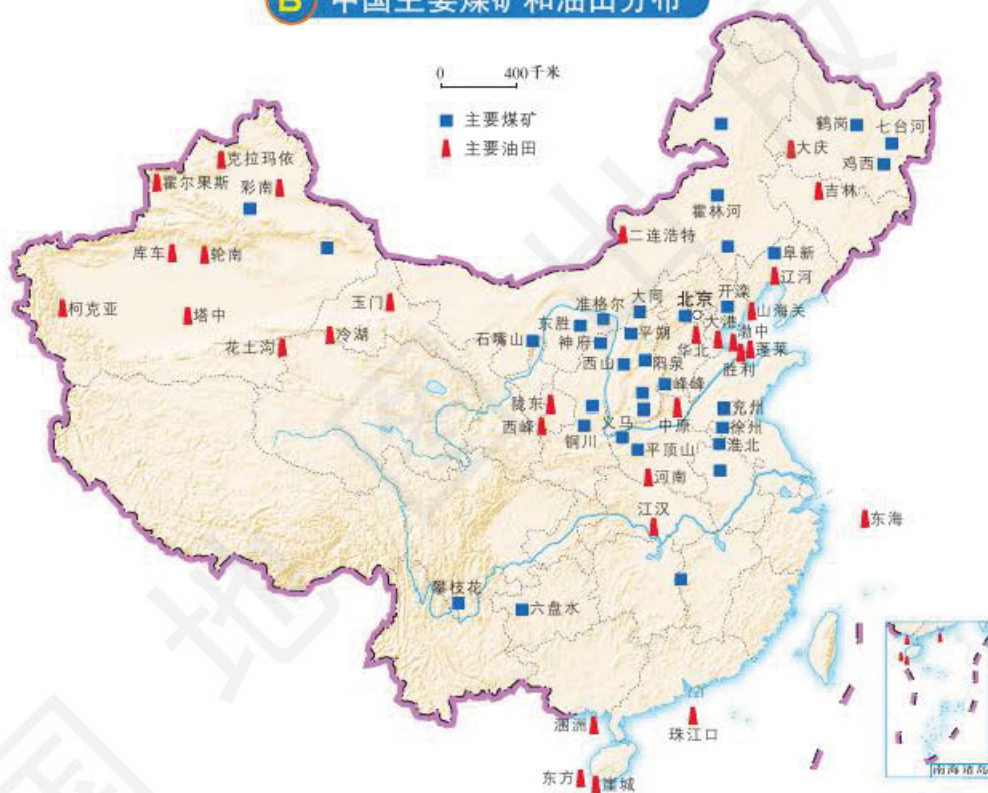 B 中国主要煤矿和油田分布
0 400千米
主要煤矿
主要油田
克拉玛依
霍尔果斯
彩南
库车
轮南
柯克亚
塔中
玉门
冷湖
花土沟
鹤岗
七台河
大庆
鸡西
吉林
霍林河
二连浩特
阜新
辽河
北京
开滦
山海关
大港
渤中
华北
蓬莱
胜利
大同
准格尔
东胜
神府
平朔
石嘴山
西山
阳泉
峰峰
陇东
西峰
铜川
义马
中原
兖州
徐州
淮北
平顶山
河南
江汉
东海
攀枝花
六盘水
涠洲
珠江口
东方
崖城
南海诸岛